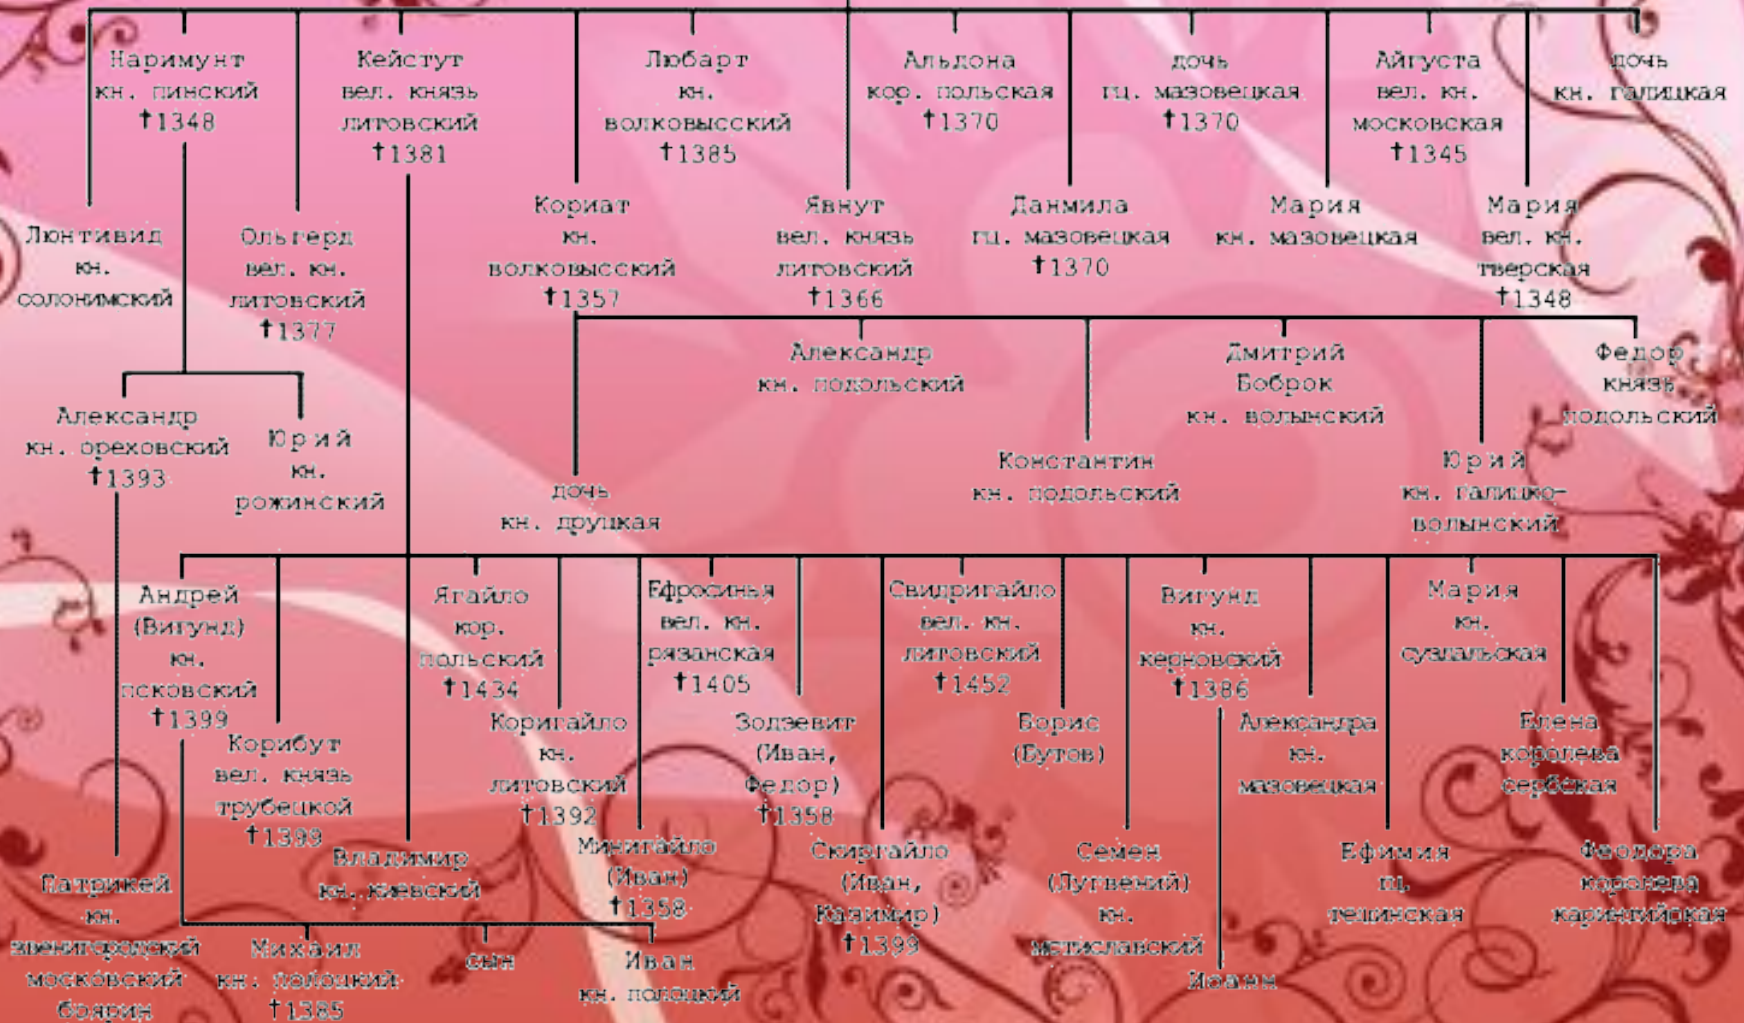 Наримунт
кн. пинский
†1348
Кейстут
вел. князь
литовский
†1381
Любарт
кн.
волковысский
†1385
Альдона
кор. польская
†1370
дочь
гц. мазовецкая
†1370
Айгуста
вел. кн.
московская
†1345
дочь
кн. галицкая
Люнтивид
кн.
солонимский
Ольгерд
вел. кн.
литовский
†1377
Кориат
кн.
волковысский
†1357
Явнут
вел. князь
литовский
†1366
Данмила
гц. мазовецкая
†1370
Мария
кн. мазовецкая
Мария
вел. кн.
тверская
†1348
Александр
кн. ореховский
†1393
Юрий
кн.
рожинский
дочь
кн. друцкая
Александр
кн. подольский
Константин
кн. подольский
Дмитрий
Боброк
кн. волынский
Юрий
кн. галицко-
волынский
Федор
князь
подольский
Андрей
(Вигунд)
кн.
псковский
†1399
Корибут
вел. князь
трубецкой
†1399
Владимир
кн. киевский
Ягайло
кор.
польский
†1434
Коригайло
кн.
литовский
†1392
Минигайло
(Иван)
†1358
Ефросинья
вел. кн.
рязанская
†1405
Зодзевит
(Иван,
Федор)
†1358
Скиргайло
(Иван,
Казимир)
†1399
Свидригайло
вел. кн.
литовский
†1452
Борис
(Бутов)
Семен
(Лугвений)
кн.
мстиславский
Вигунд
кн.
керновский
†1386
Александра
кн.
мазовецкая
Ефимия
гц.
тешинская
Мария
кн.
суздальская
Елена
королева
сербская
Феодора
королева
каринтийская
Патрикей
кн.
звенигородский
московский
боярин
Михаил
кн. полоцкий
†1385
сын
Иван
кн. полоцкий
Иоанн